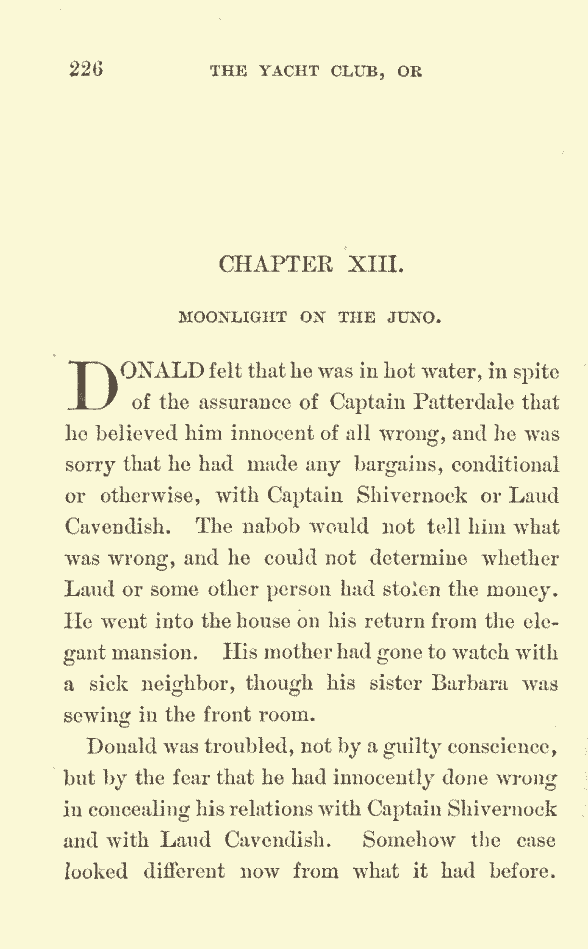 226 THE YACHT CLUB, OR
CHAPTER XIII.
MOONLIGHT ON THE JUNO.
DONALD felt that he was in hot water, in spite
of the assurance of Captain Patterdale that
he believed him innocent of all wrong, and he was
sorry that he had made any bargains, conditional
or otherwise, with Captain Shivernock or Laud
Cavendish. The nabob would not tell him what
was wrong, and he could not determine whether
Laud or some other person had stolen the money.
He went into the house on his return from the ele-
gant mansion. His mother had gone to watch with
a sick neighbor, though his sister Barbara was
sewing in the front room.
Donald was troubled, not by a guilty conscience,
but by the fear that he had innocently done wrong
in concealing his relations with Captain Shivernock
and with Laud Cavendish. Somehow the case
looked different now from what it had before.